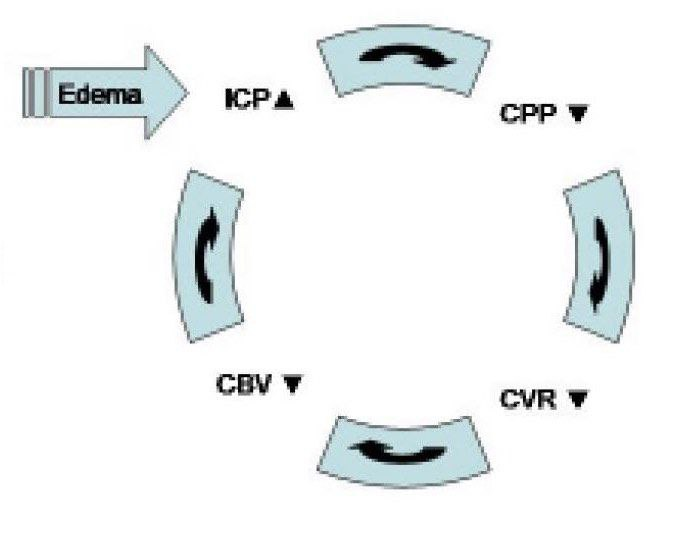 Edema
ICP▲
CPP ▼
CBV ▼
CVR ▼